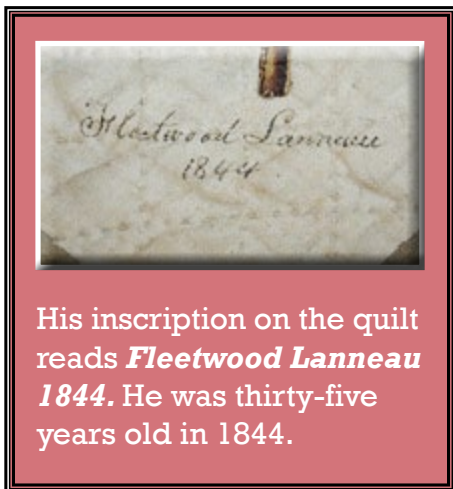 Fleetwood Lanneau
1844
His inscription on the quilt
reads Fleetwood Lanneau
1844. He was thirty-five
years old in 1844.